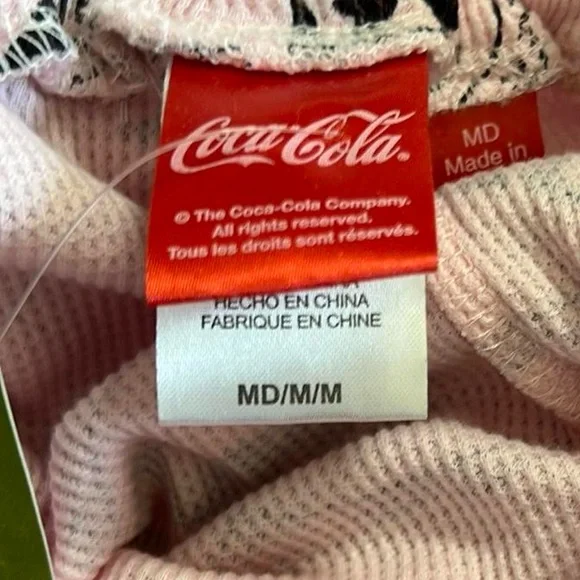 Coca-Cola
© The Coca-Cola Company.
All rights reserved.
Tous les droits sont réservés.
MD
Made in
HECHO EN CHINA
FABRIQUE EN CHINE
MD/M/M